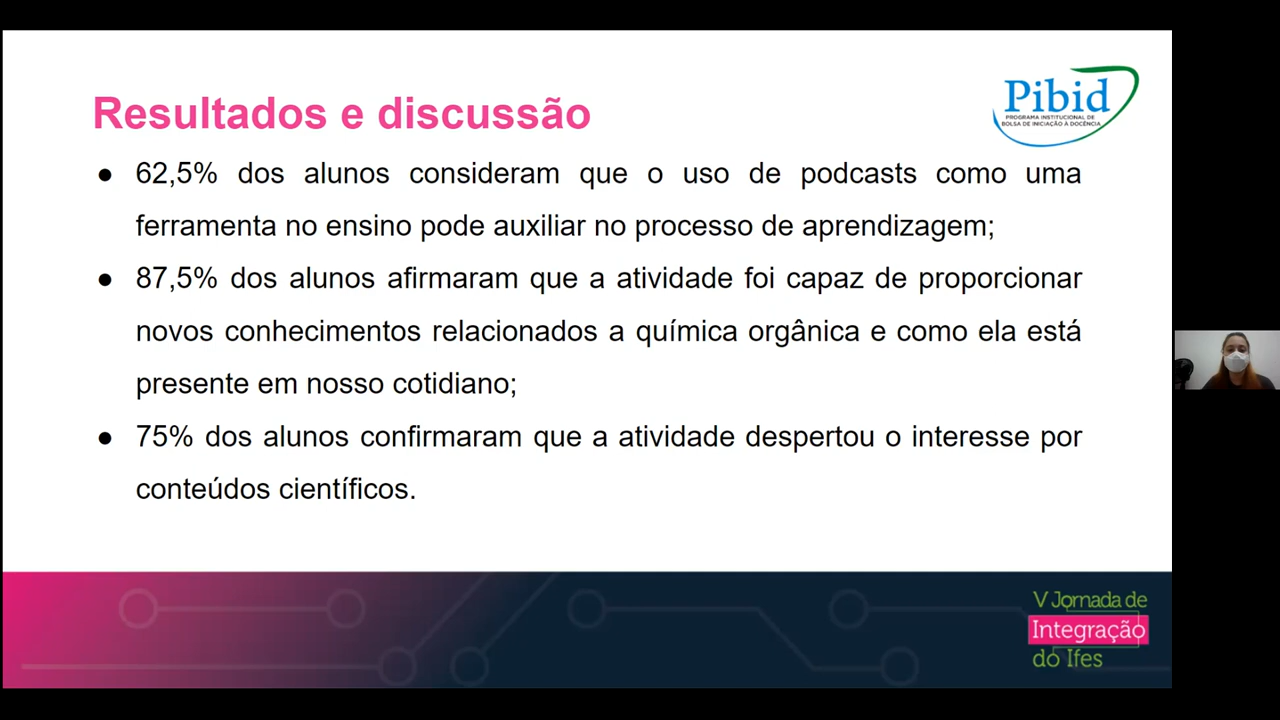 Resultados e discussão
Pibid
PROGRAMA INSTITUCIONAL DE
BOLSA DE INICIAÇÃO À DOCÊNCIA
● 62,5% dos alunos consideram que o uso de podcasts como uma
ferramenta no ensino pode auxiliar no processo de aprendizagem;
● 87,5% dos alunos afirmaram que a atividade foi capaz de proporcionar
novos conhecimentos relacionados a química orgânica e como ela está
presente em nosso cotidiano;
● 75% dos alunos confirmaram que a atividade despertou o interesse por
conteúdos científicos.
V Jornada de
Integração
do Ifes